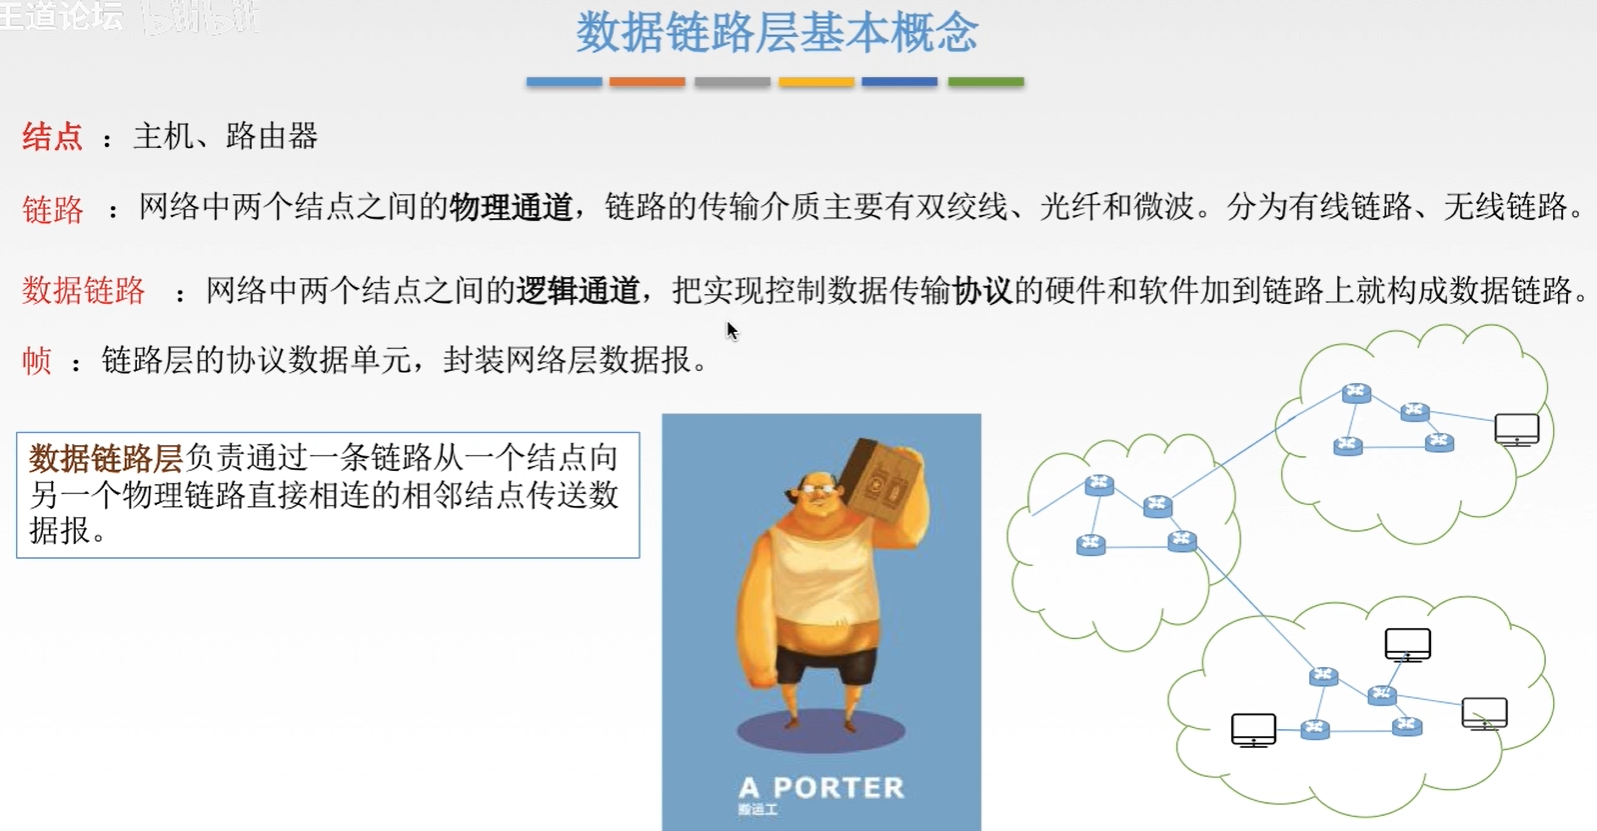 王道论坛 bilibili
数据链路层基本概念
结点：主机、路由器
链路：网络中两个结点之间的物理通道，链路的传输介质主要有双绞线、光纤和微波。分为有线链路、无线链路。
数据链路：网络中两个结点之间的逻辑通道，把实现控制数据传输协议的硬件和软件加到链路上就构成数据链路。
帧：链路层的协议数据单元，封装网络层数据报。
数据链路层负责通过一条链路从一个结点向
另一个物理链路直接相连的相邻结点传送数
据报。
A PORTER
搬运工